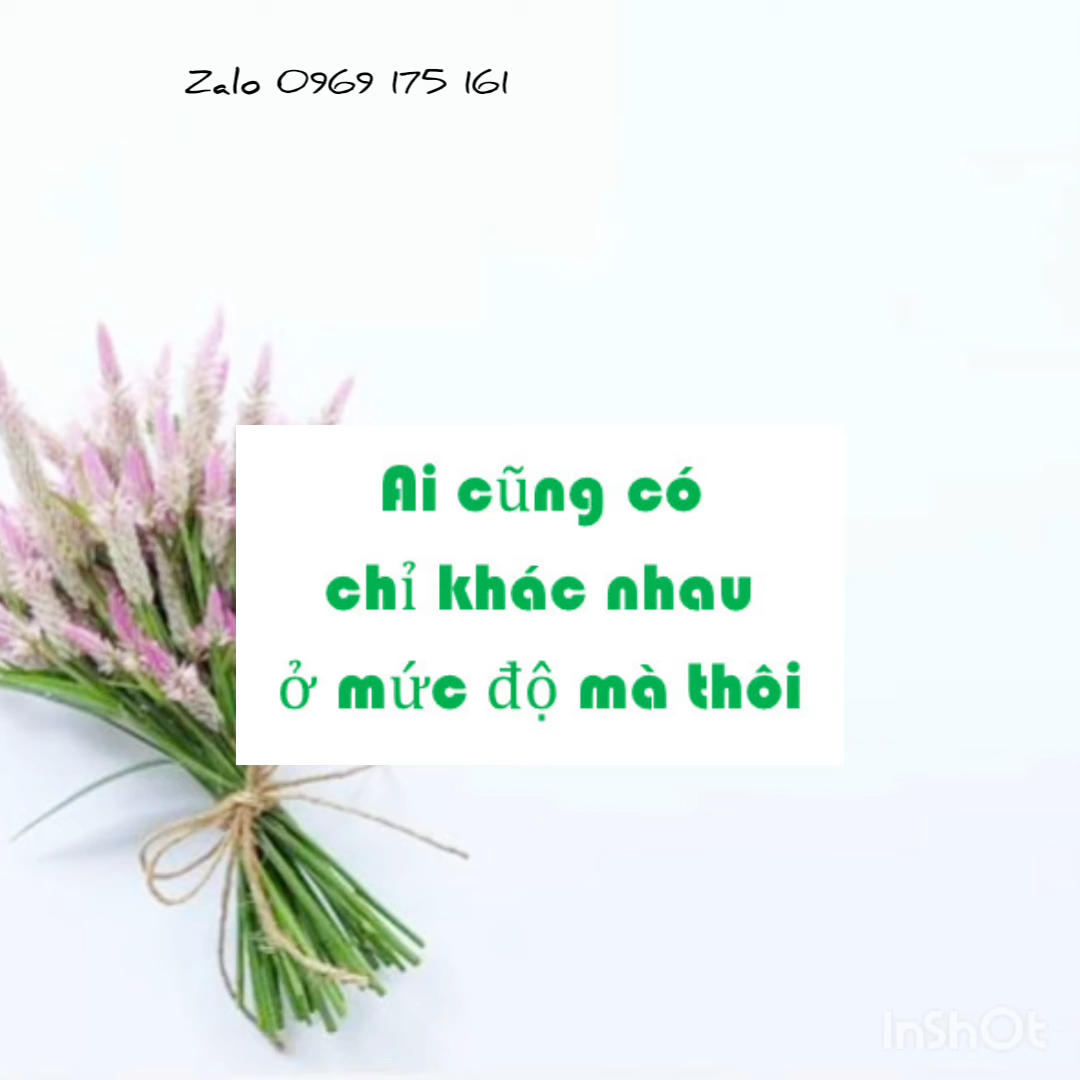 Zalo 0969 175 161
Ai cũng có
chỉ khác nhau
ở mức độ mà thôi
InShOt